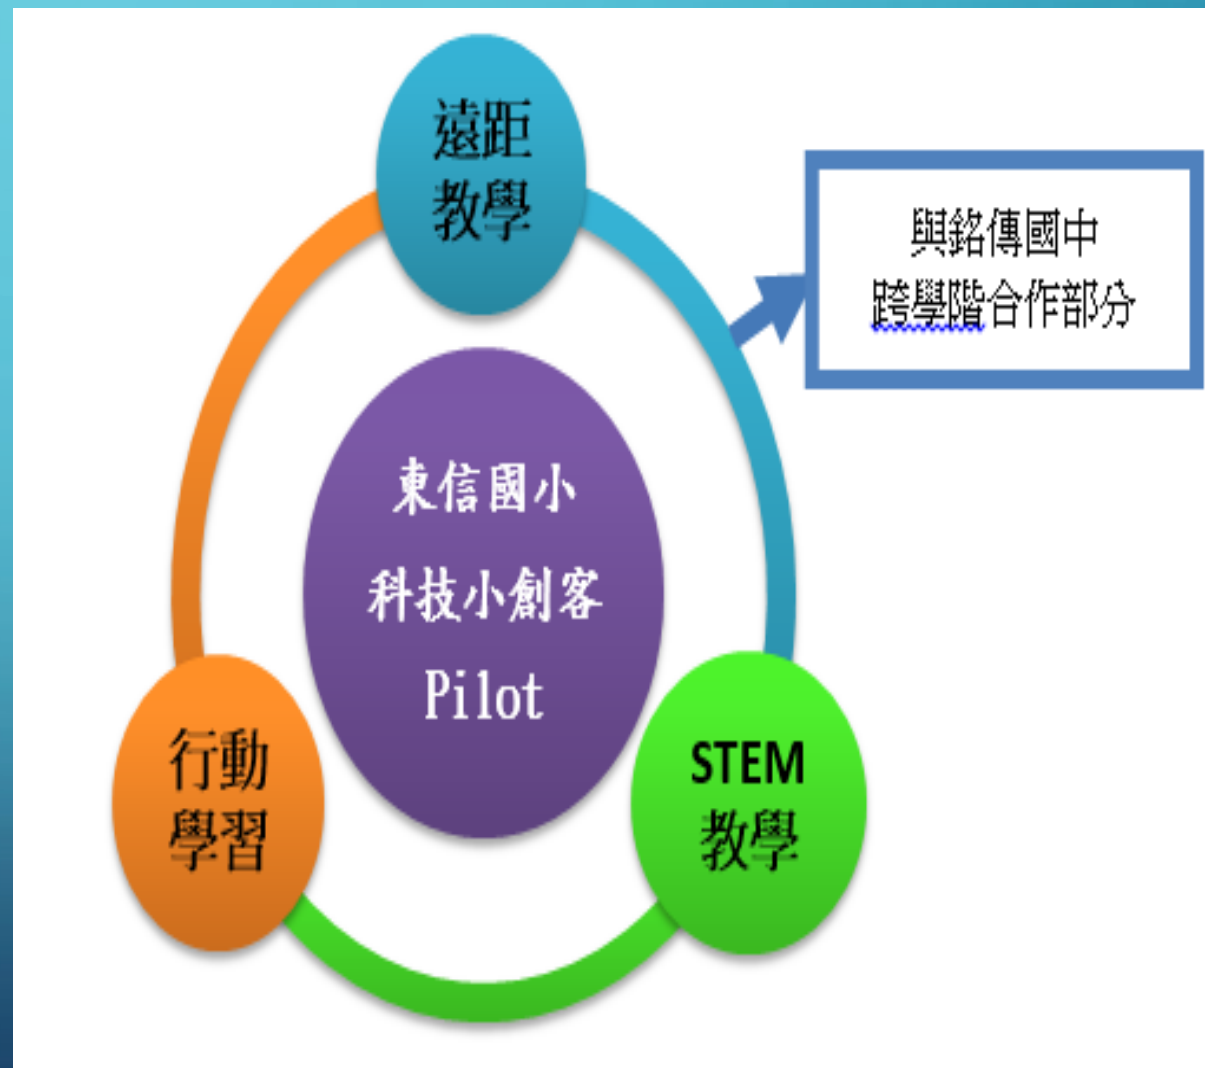 遠距
教學
與銘傳國中
跨學階合作部分
東信國小
科技小創客
Pilot
行動
學習
STEM
教學